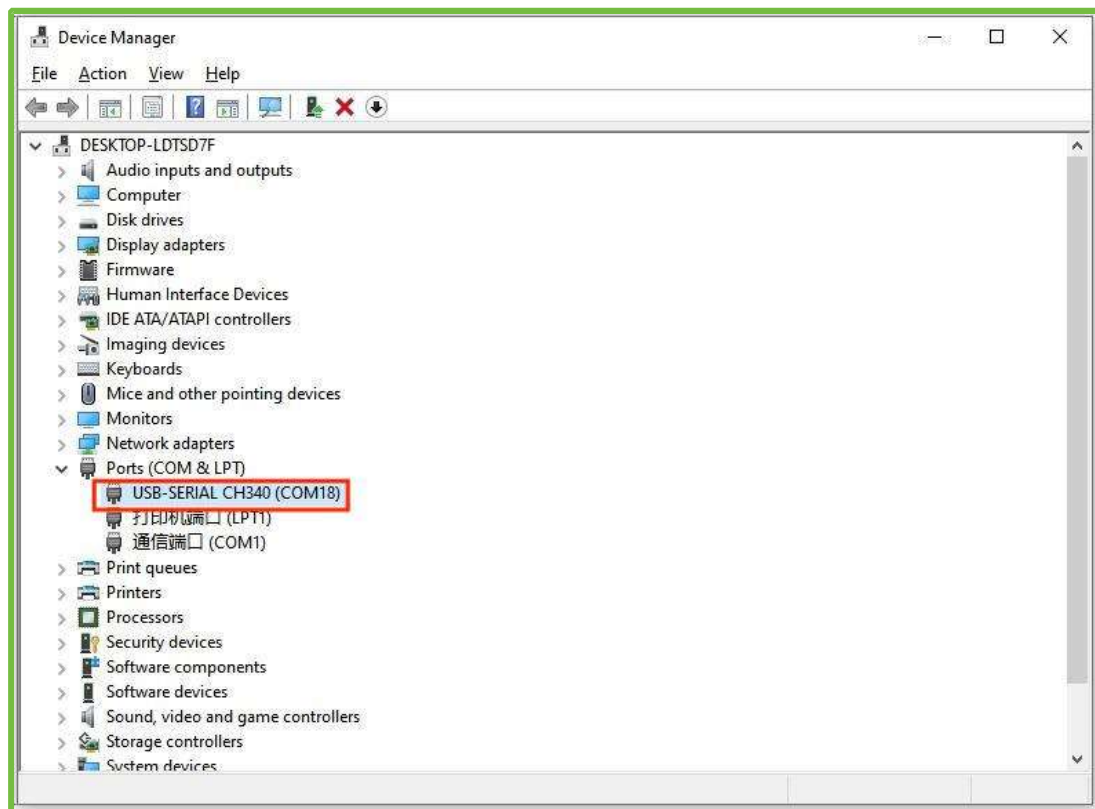 Device Manager
File Action View Help
DESKTOP-LDTSD7F
Audio inputs and outputs
Computer
Disk drives
Display adapters
Firmware
Human Interface Devices
IDE ATA/ATAPI controllers
Imaging devices
Keyboards
Mice and other pointing devices
Monitors
Network adapters
Ports (COM & LPT)
USB-SERIAL CH340 (COM18)
打印机端口 (LPT1)
通信端口 (COM1)
Print queues
Printers
Processors
Security devices
Software components
Software devices
Sound, video and game controllers
Storage controllers
System devices